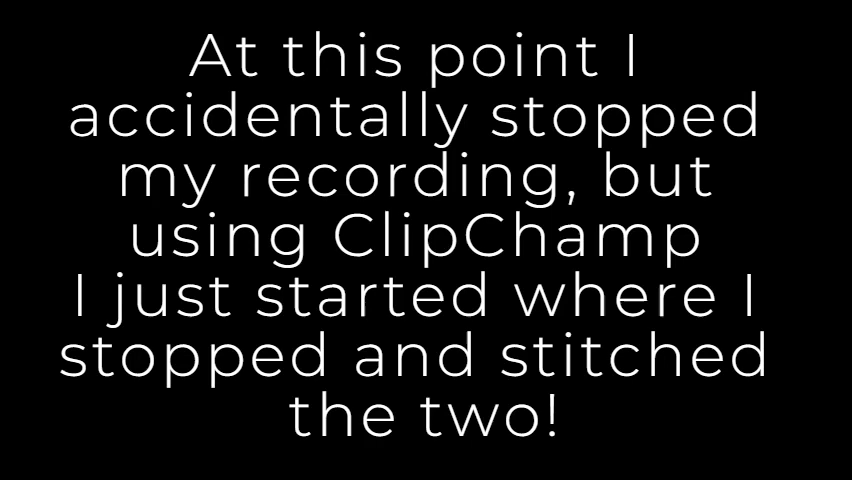 At this point I
accidentally stopped
my recording, but
using ClipChamp
I just started where I
stopped and stitched
the two!